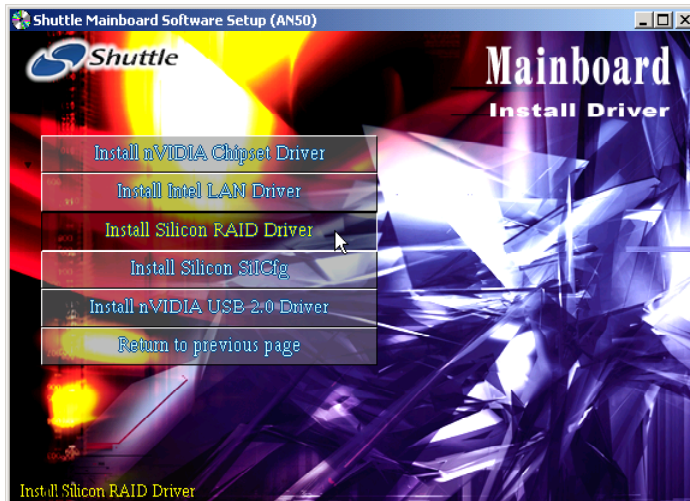 Shuttle Mainboard Software Setup (AN50)
Shuttle
Mainboard
Install Driver
Install nVIDIA Chipset Driver
Install Intel LAN Driver
Install Silicon RAID Driver
Install Silicon SilCfg
Install nVIDIA USB 2.0 Driver
Return to previous page
Install Silicon RAID Driver